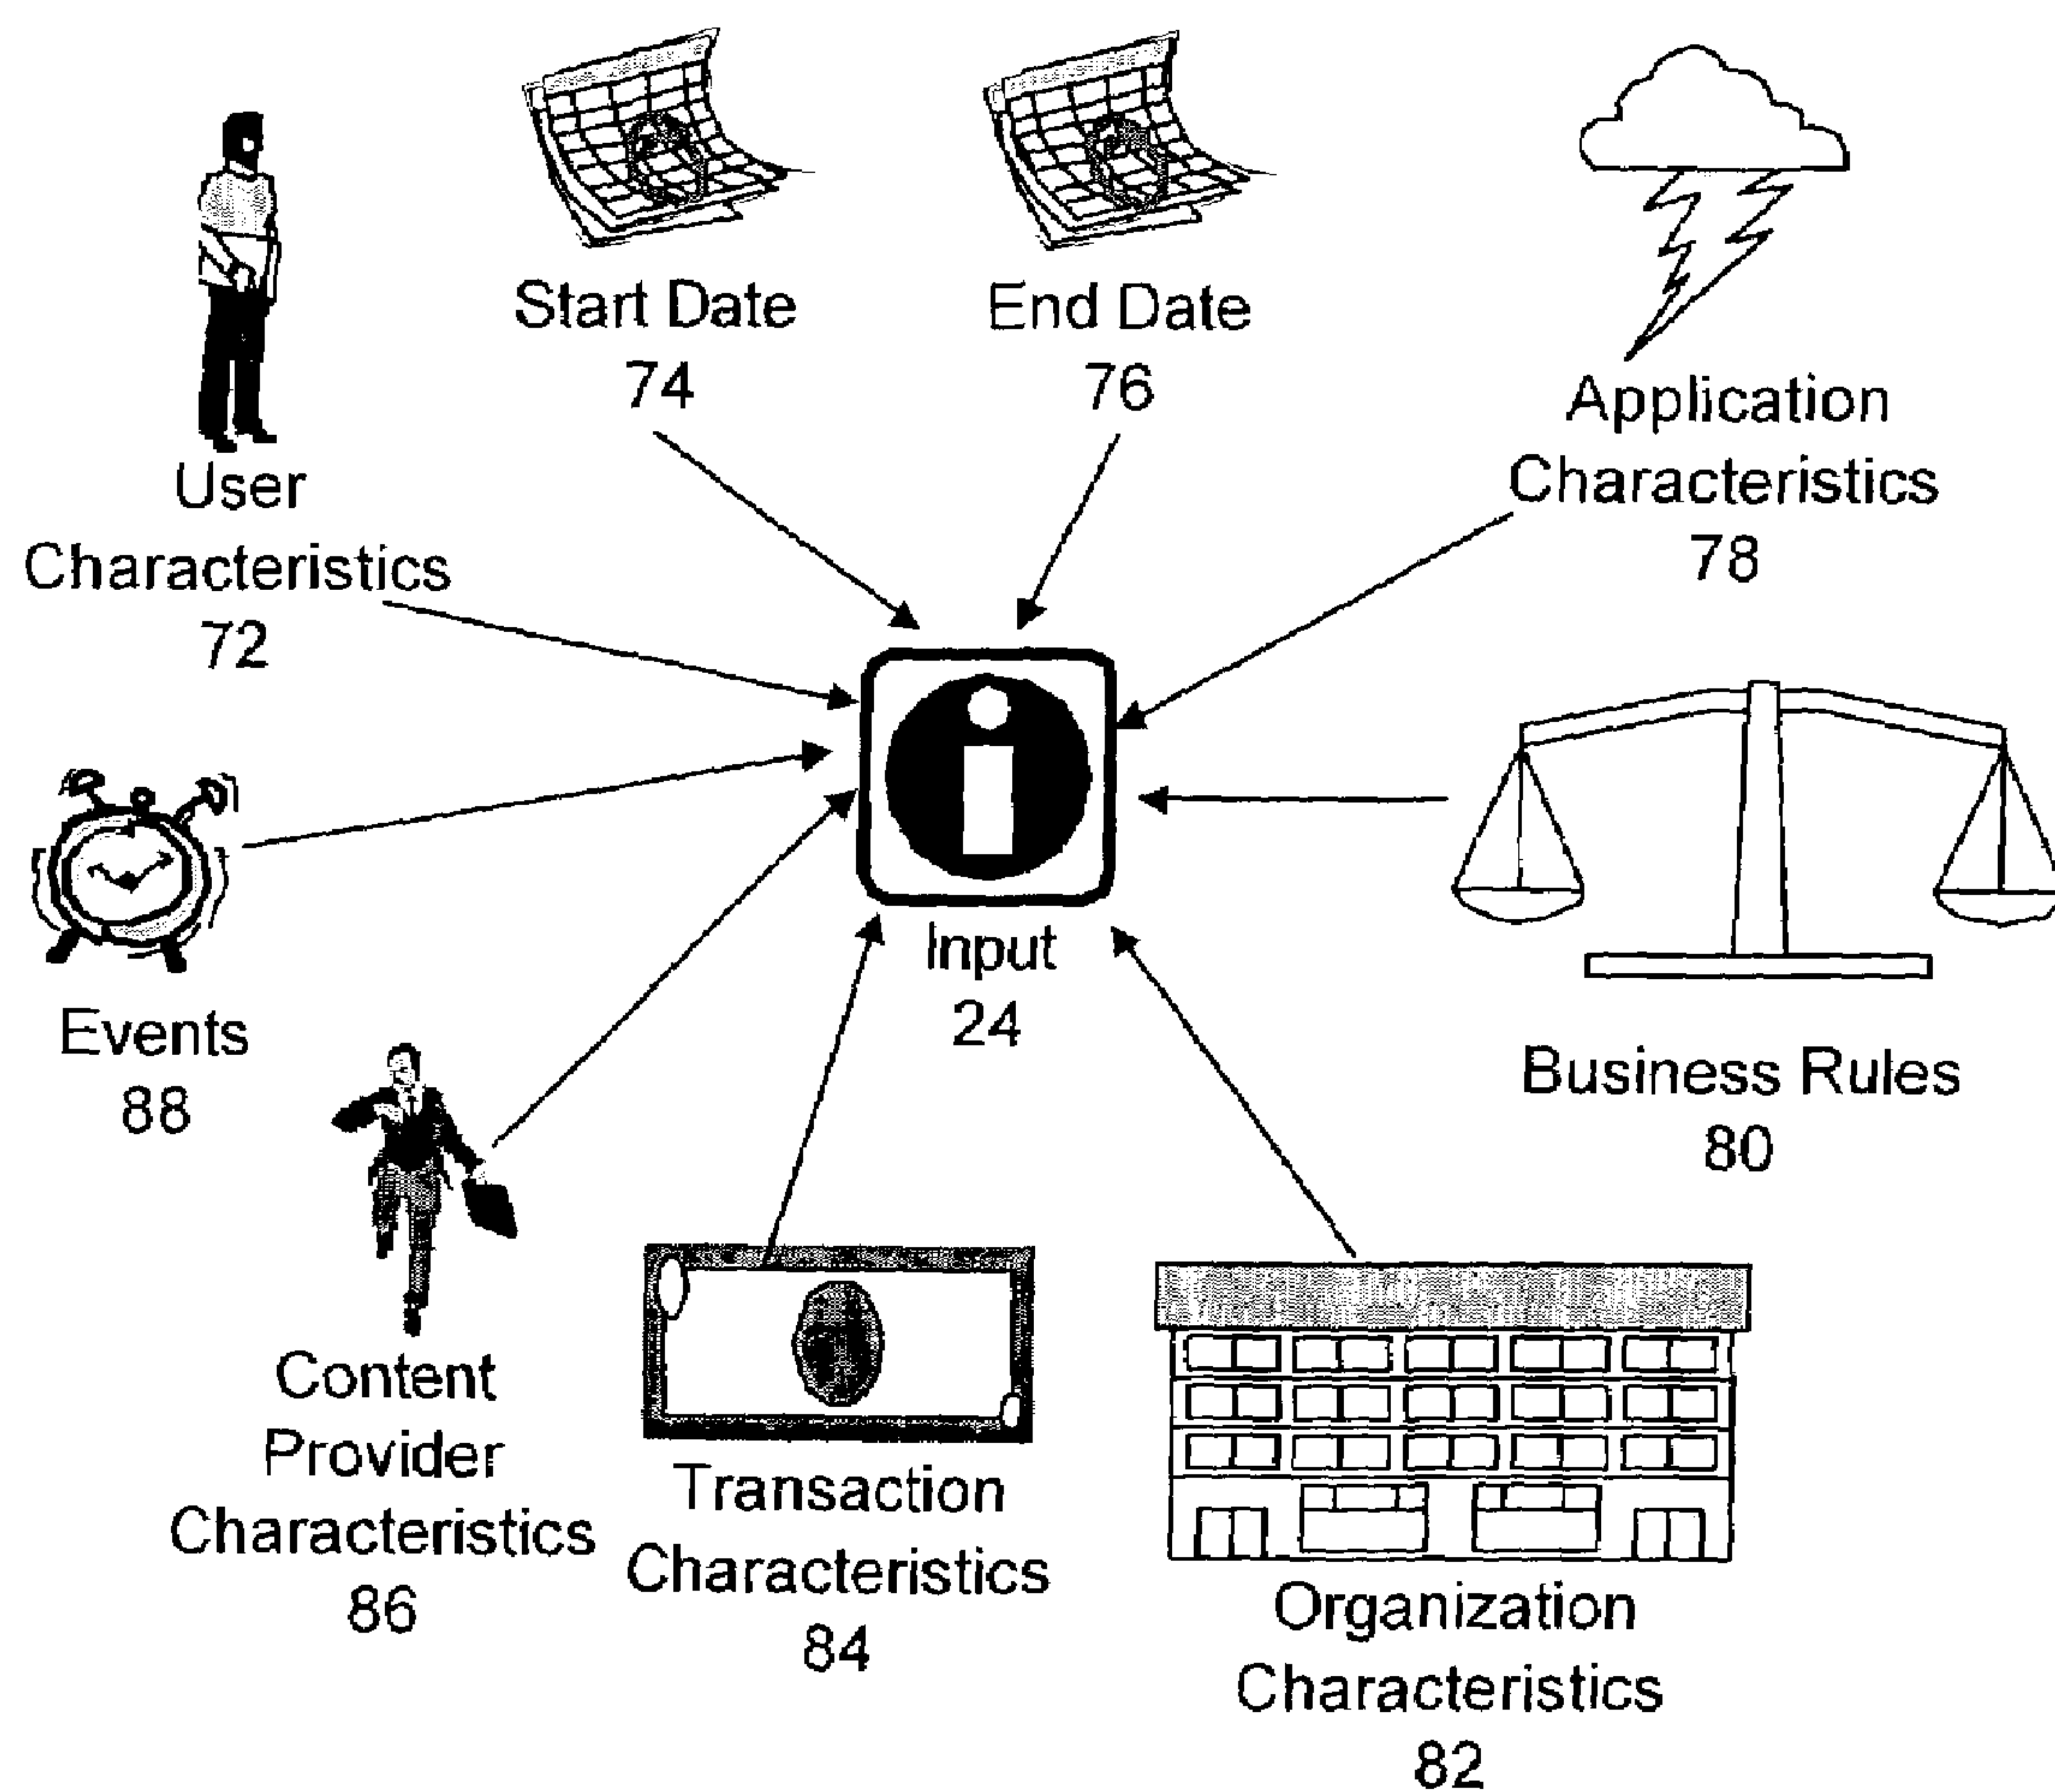 Start Date
74
End Date
76
Application
Characteristics
78
User
Characteristics
72
Input
24
Events
88
Business Rules
80
Content
Provider
Characteristics
86
Transaction
Characteristics
84
Organization
Characteristics
82